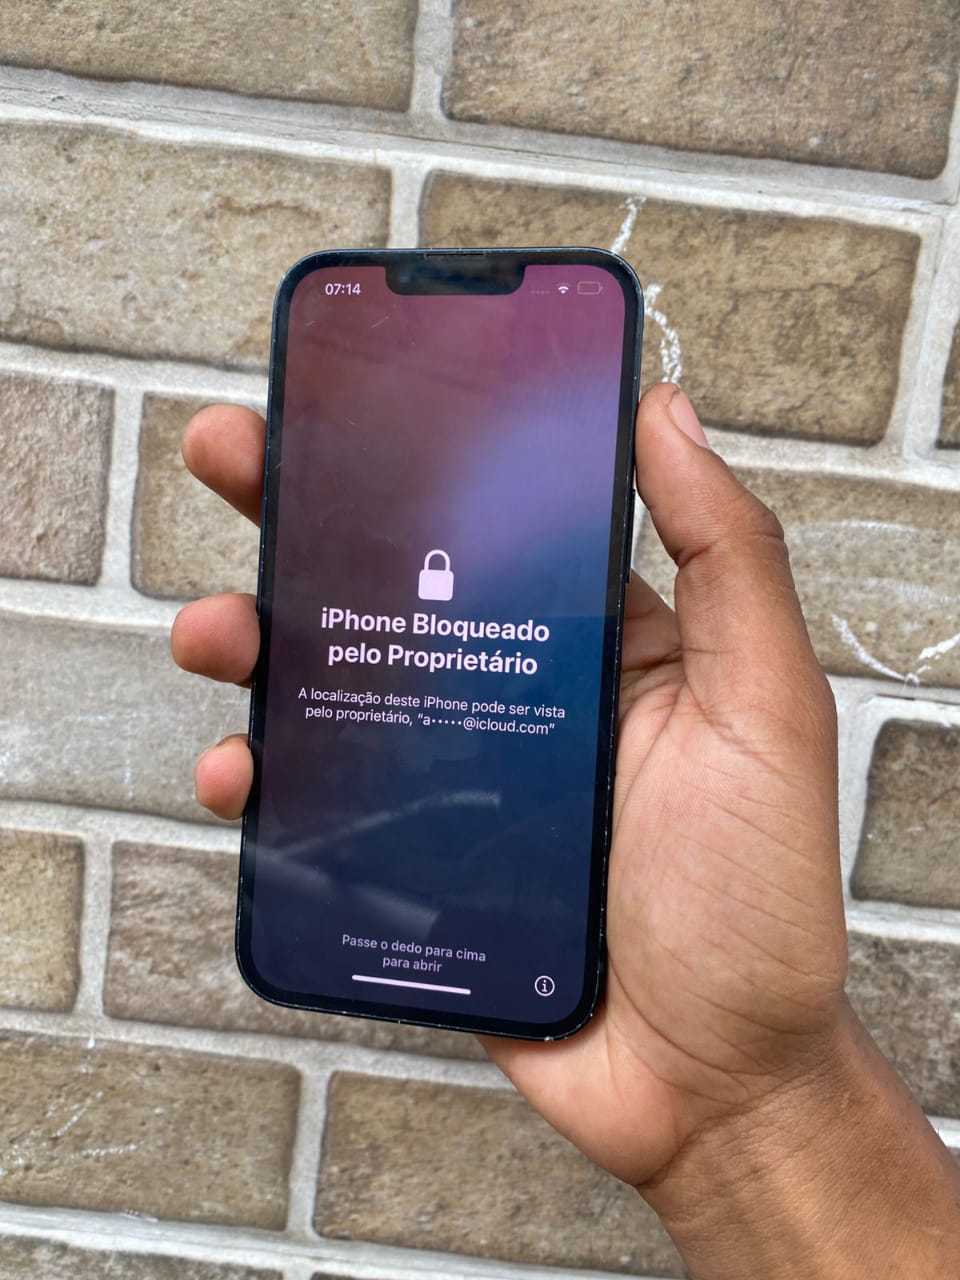 07:14
iPhone Bloqueado
pelo Proprietário
A localização deste iPhone pode ser vista
pelo proprietário, “a•••••@icloud.com”
Passe o dedo para cima
para abrir